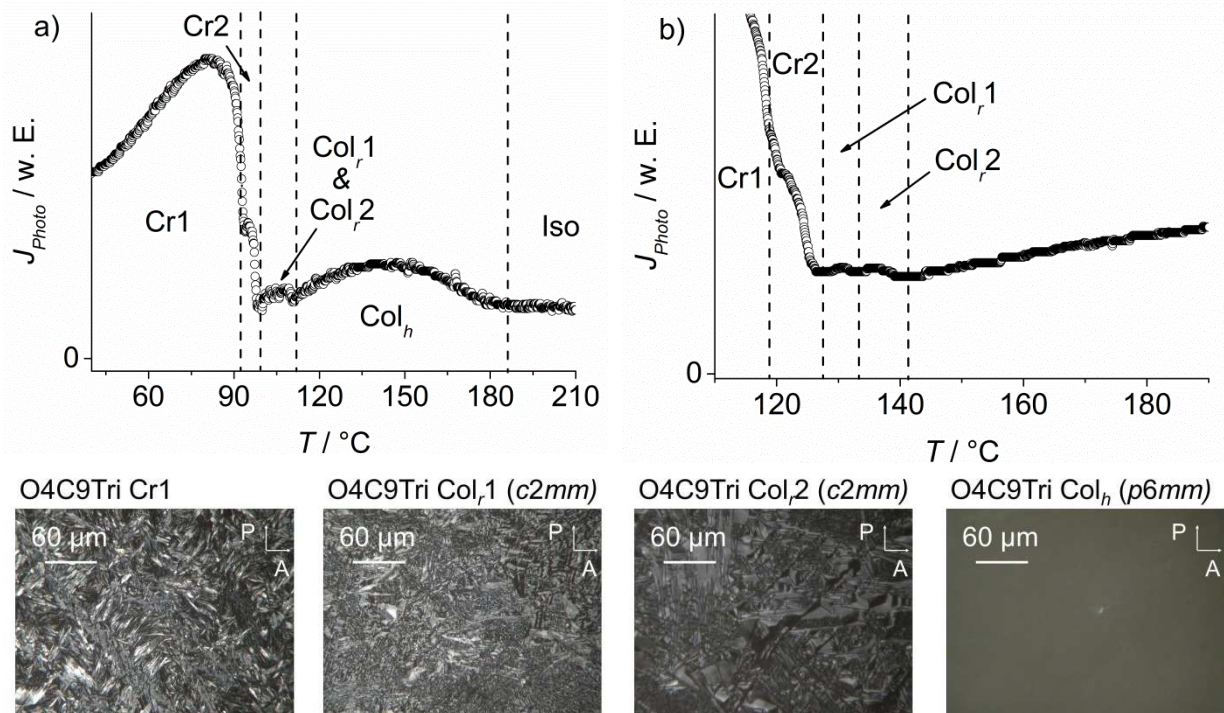 a)
Cr2
Col_r1
&
Col_r2
Cr1
Iso
Col_h
J_Photo / w. E.
0
60 90 120 150 180 210
T / °C
b)
Cr2
Col_r1
Col_r2
Cr1
J_Photo / w. E.
0
120 140 160 180
T / °C
O4C9Tri Cr1
60 µm
P
A
O4C9Tri Col_r1 (c2mm)
60 µm
P
A
O4C9Tri Col_r2 (c2mm)
60 µm
P
A
O4C9Tri Col_h (p6mm)
60 µm
P
A